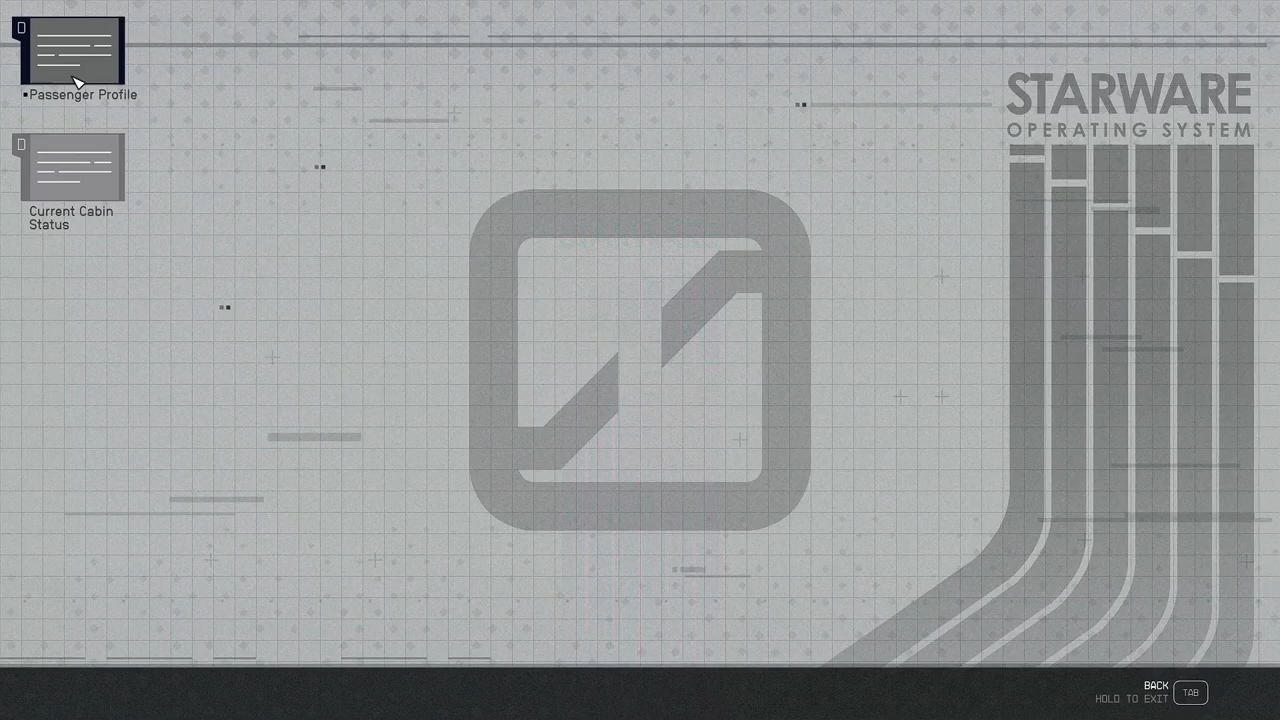 D
Passenger Profile
D
Current Cabin
Status
STARWARE
OPERATING SYSTEM
BACK
HOLD TO EXIT
TAB